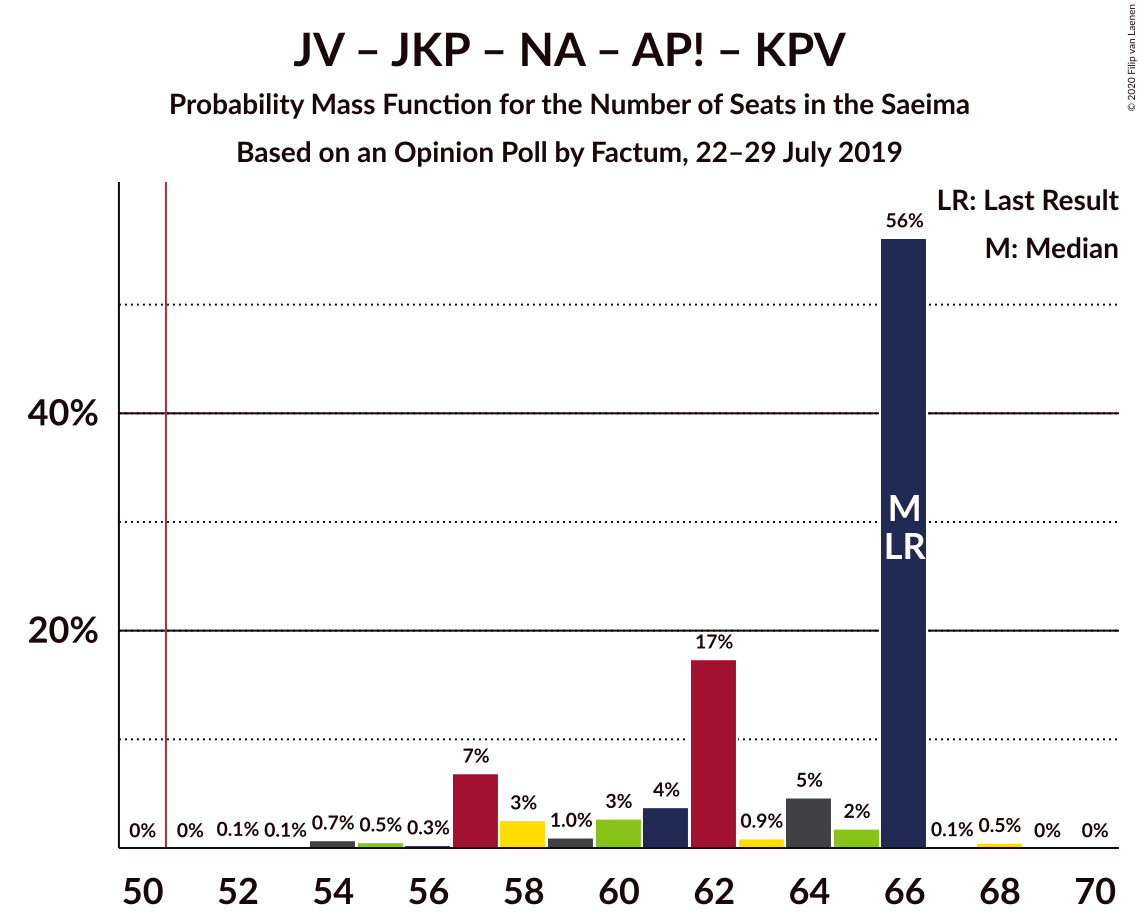 JV – JKP – NA – AP! – KPV
Probability Mass Function for the Number of Seats in the Saeima
Based on an Opinion Poll by Factum, 22–29 July 2019
© 2020 Filip van Laenen
LR: Last Result
M: Median
40%
20%
0%
0%
0.1%
0.1%
0.7%
0.5%
0.3%
7%
3%
1.0%
3%
4%
17%
0.9%
5%
2%
56%
0.1%
0.5%
0%
0%
M
LR
50 52 54 56 58 60 62 64 66 68 70